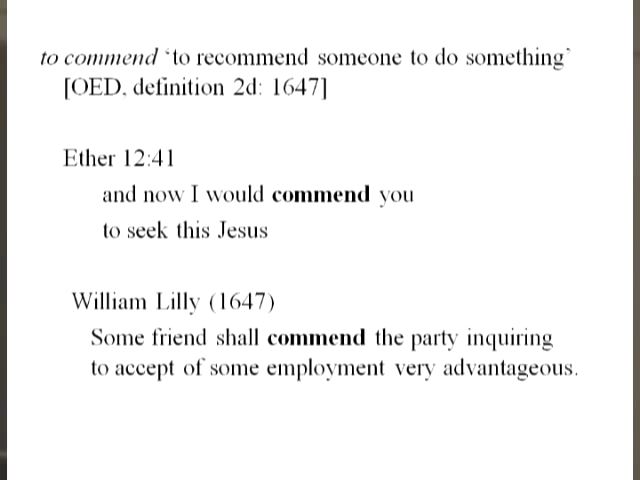 to commend ‘to recommend someone to do something’
[OED, definition 2d: 1647]
Ether 12:41
and now I would commend you
to seek this Jesus
William Lilly (1647)
Some friend shall commend the party inquiring
to accept of some employment very advantageous.